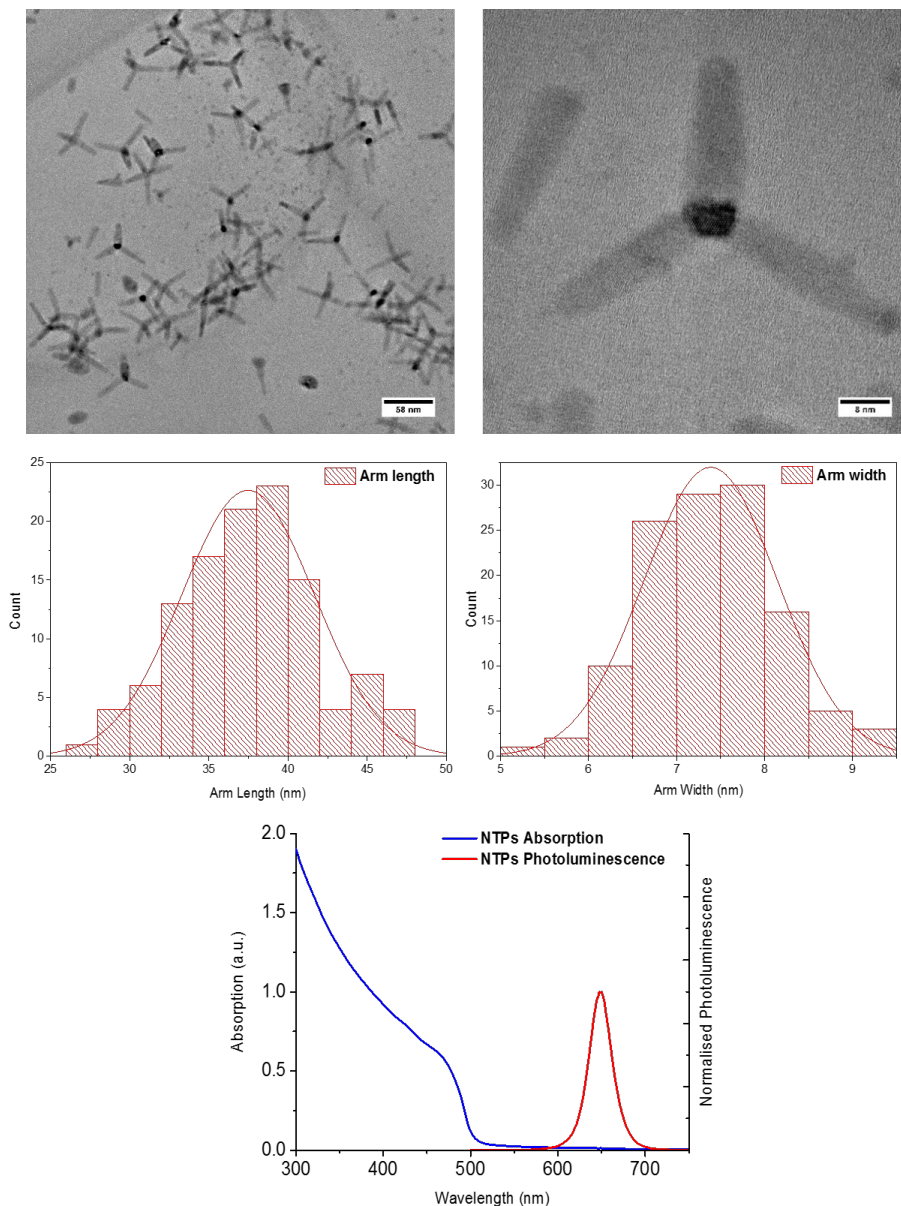 58 nm
8 nm
25
20
15
10
5
0
Count
Arm length
25 30 35 40 45 50
Arm Length (nm)
30
25
20
15
10
5
0
Count
Arm width
5 6 7 8 9
Arm Width (nm)
2.0
1.5
1.0
0.5
0.0
Absorption (a.u.)
NTPs Absorption
NTPs Photoluminescence
Normalised Photoluminescence
300 400 500 600 700
Wavelength (nm)